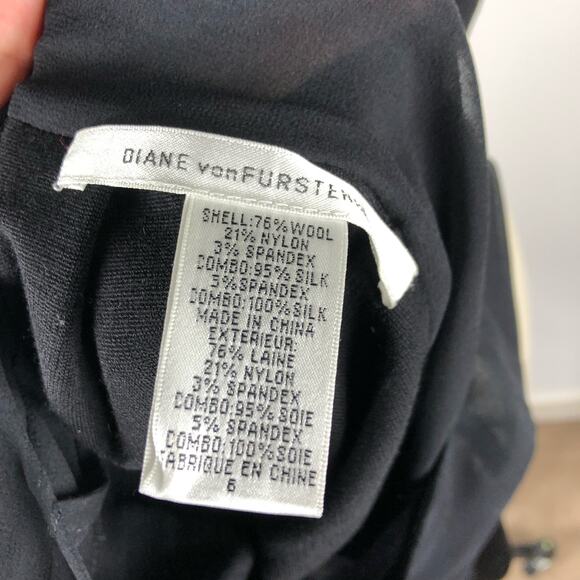 DIANE vonFURSTEN
SHELL:76%WOOL
21% NYLON
3% SPANDEX
COMBO:95% SILK
5%SPANDEX
COMBO:100%SILK
MADE IN CHINA
EXTERIEUR:
76% LAINE
21% NYLON
3% SPANDEX
COMBO:95% SOIE
5% SPANDEX
COMBO:100%SOIE
FABRIQUE EN CHINE
6